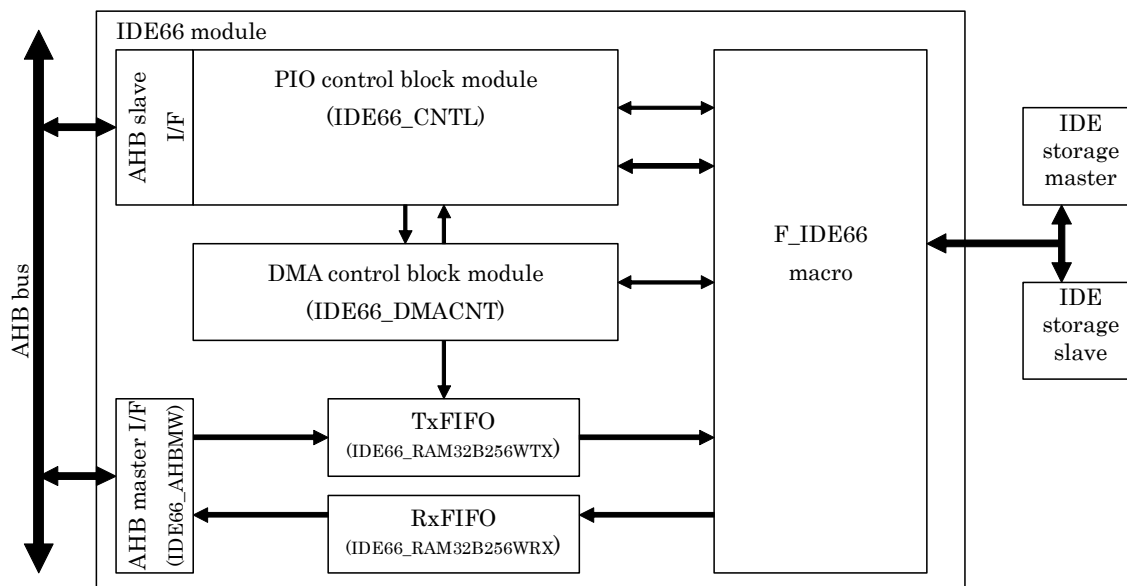 IDE66 module
AHB bus
AHB slave
I/F
PIO control block module
(IDE66_CNTL)
DMA control block module
(IDE66_DMACNT)
AHB master I/F
(IDE66_AHBMW)
TxFIFO
(IDE66_RAM32B256WTX)
RxFIFO
(IDE66_RAM32B256WRX)
F_IDE66
macro
IDE
storage
master
IDE
storage
slave